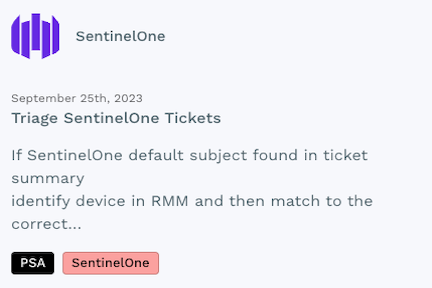 SentinelOne
September 25th, 2023
Triage SentinelOne Tickets
If SentinelOne default subject found in ticket
summary
identify device in RMM and then match to the
correct...
PSA
SentinelOne